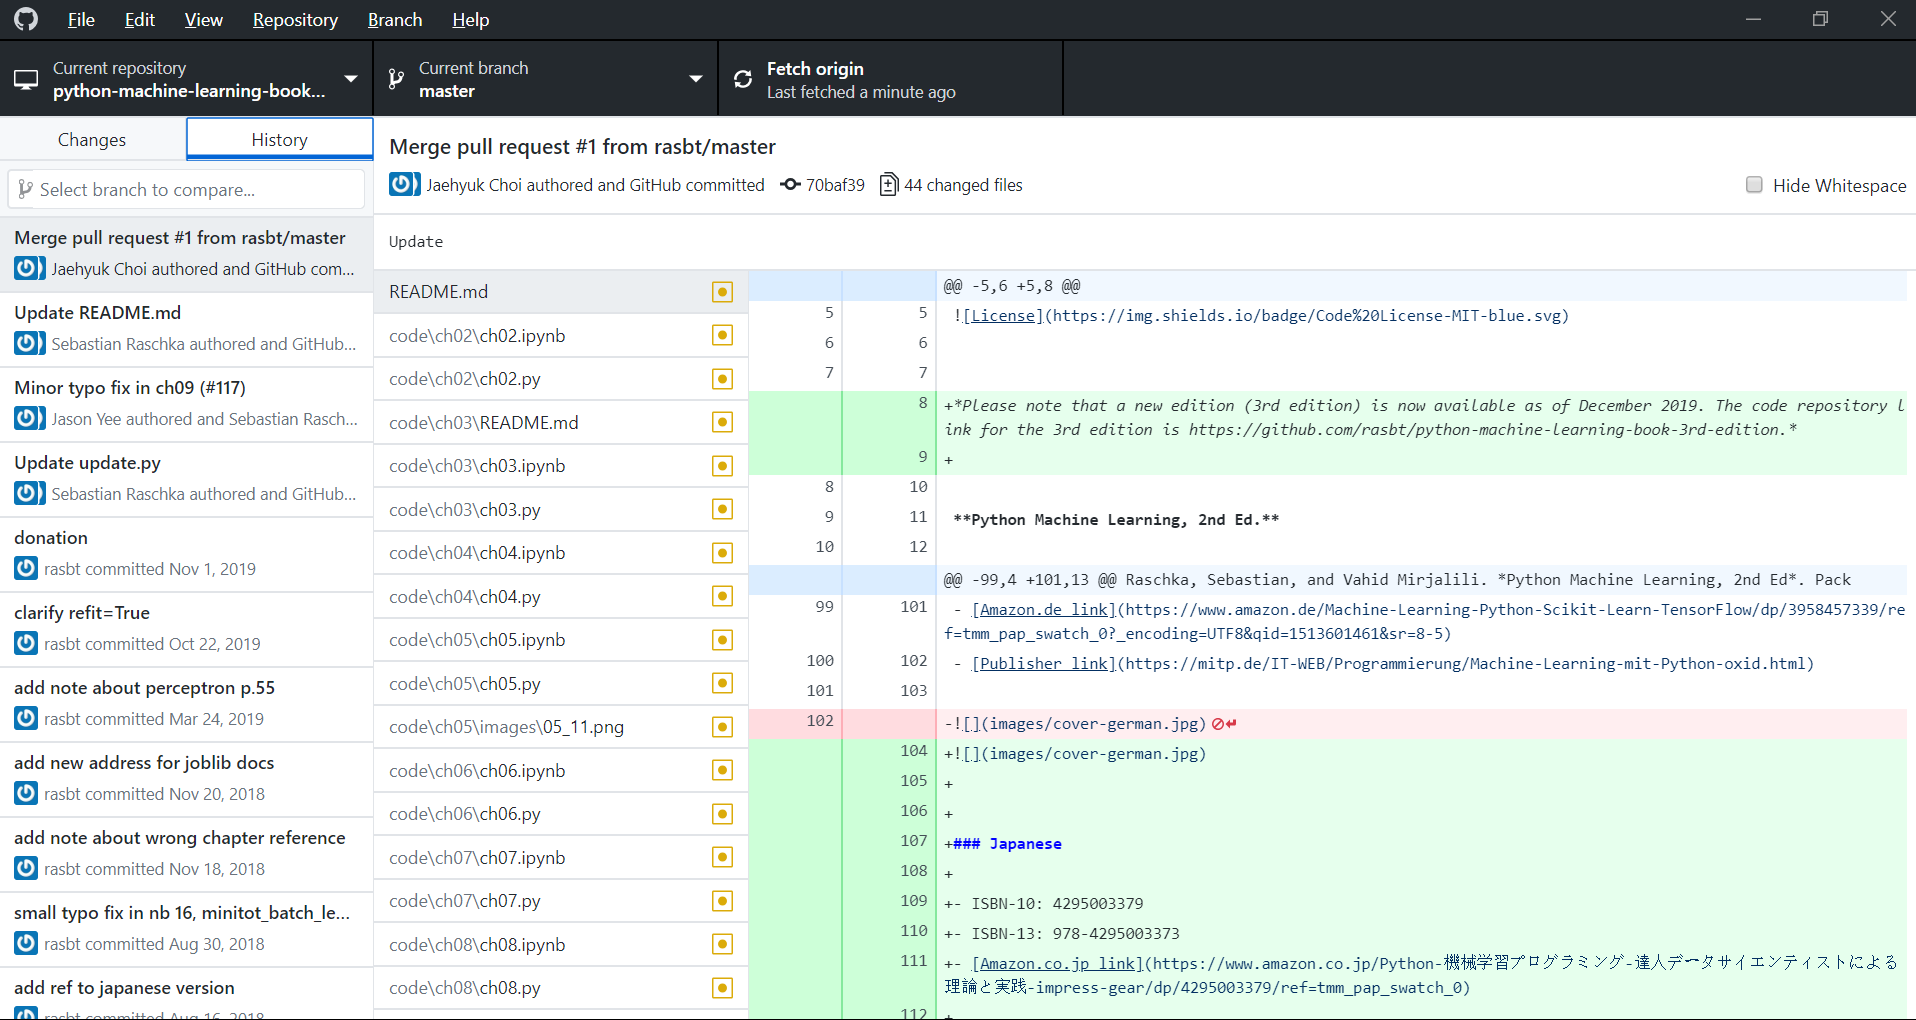 File Edit View Repository Branch Help
Current repository
python-machine-learning-book...
Current branch
master
Fetch origin
Last fetched a minute ago
Changes
History
Select branch to compare...
Merge pull request #1 from rasbt/master
Jaehyuk Choi authored and GitHub com...
Update README.md
Sebastian Raschka authored and GitHub...
Minor typo fix in ch09 (#117)
Jason Yee authored and Sebastian Rasch...
Update update.py
Sebastian Raschka authored and GitHub...
donation
rasbt committed Nov 1, 2019
clarify refit=True
rasbt committed Oct 22, 2019
add note about perceptron p.55
rasbt committed Mar 24, 2019
add new address for joblib docs
rasbt committed Nov 20, 2018
add note about wrong chapter reference
rasbt committed Nov 18, 2018
small typo fix in nb 16, minitot_batch_le...
rasbt committed Aug 30, 2018
add ref to japanese version
rasbt committed Aug 16, 2018
Merge pull request #1 from rasbt/master
Jaehyuk Choi authored and GitHub committed 70baf39 44 changed files
Hide Whitespace
Update
README.md
code\ch02\ch02.ipynb
code\ch02\ch02.py
code\ch03\README.md
code\ch03\ch03.ipynb
code\ch03\ch03.py
code\ch04\ch04.ipynb
code\ch04\ch04.py
code\ch05\ch05.ipynb
code\ch05\ch05.py
code\ch05\images\05_11.png
code\ch06\ch06.ipynb
code\ch06\ch06.py
code\ch07\ch07.ipynb
code\ch07\ch07.py
code\ch08\ch08.ipynb
code\ch08\ch08.py
@@ -5,6 +5,8 @@
5 5 ![License](https://img.shields.io/badge/Code%20License-MIT-blue.svg)
6 6
7 7
8 +*Please note that a new edition (3rd edition) is now available as of December 2019. The code repository l
ink for the 3rd edition is https://github.com/rasbt/python-machine-learning-book-3rd-edition.*
9 +
8 10
9 11 **Python Machine Learning, 2nd Ed.**
10 12
@@ -99,4 +101,13 @@ Raschka, Sebastian, and Vahid Mirjalili. *Python Machine Learning, 2nd Ed*. Pack
99 101 - [Amazon.de link](https://www.amazon.de/Machine-Learning-Python-Scikit-Learn-TensorFlow/dp/3958457339/re
f=tmm_pap_swatch_0?_encoding=UTF8&qid=1513601461&sr=8-5)
100 102 - [Publisher link](https://mitp.de/IT-WEB/Programmierung/Machine-Learning-mit-Python-oxid.html)
101 103
102 -![](images/cover-german.jpg)
104 +![](images/cover-german.jpg)
105 +
106 +
107 +### Japanese
108 +
109 +- ISBN-10: 4295003379
110 +- ISBN-13: 978-4295003373
111 +- [Amazon.co.jp link](https://www.amazon.co.jp/Python-機械学習プログラミング-達人データサイエンティストによる
理論と実践-impress-gear/dp/4295003379/ref=tmm_pap_swatch_0)
112 +